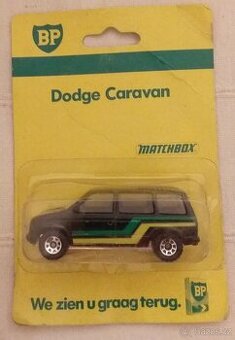 BP
Dodge Caravan
MATCHBOX
We zien u graag terug.
BP